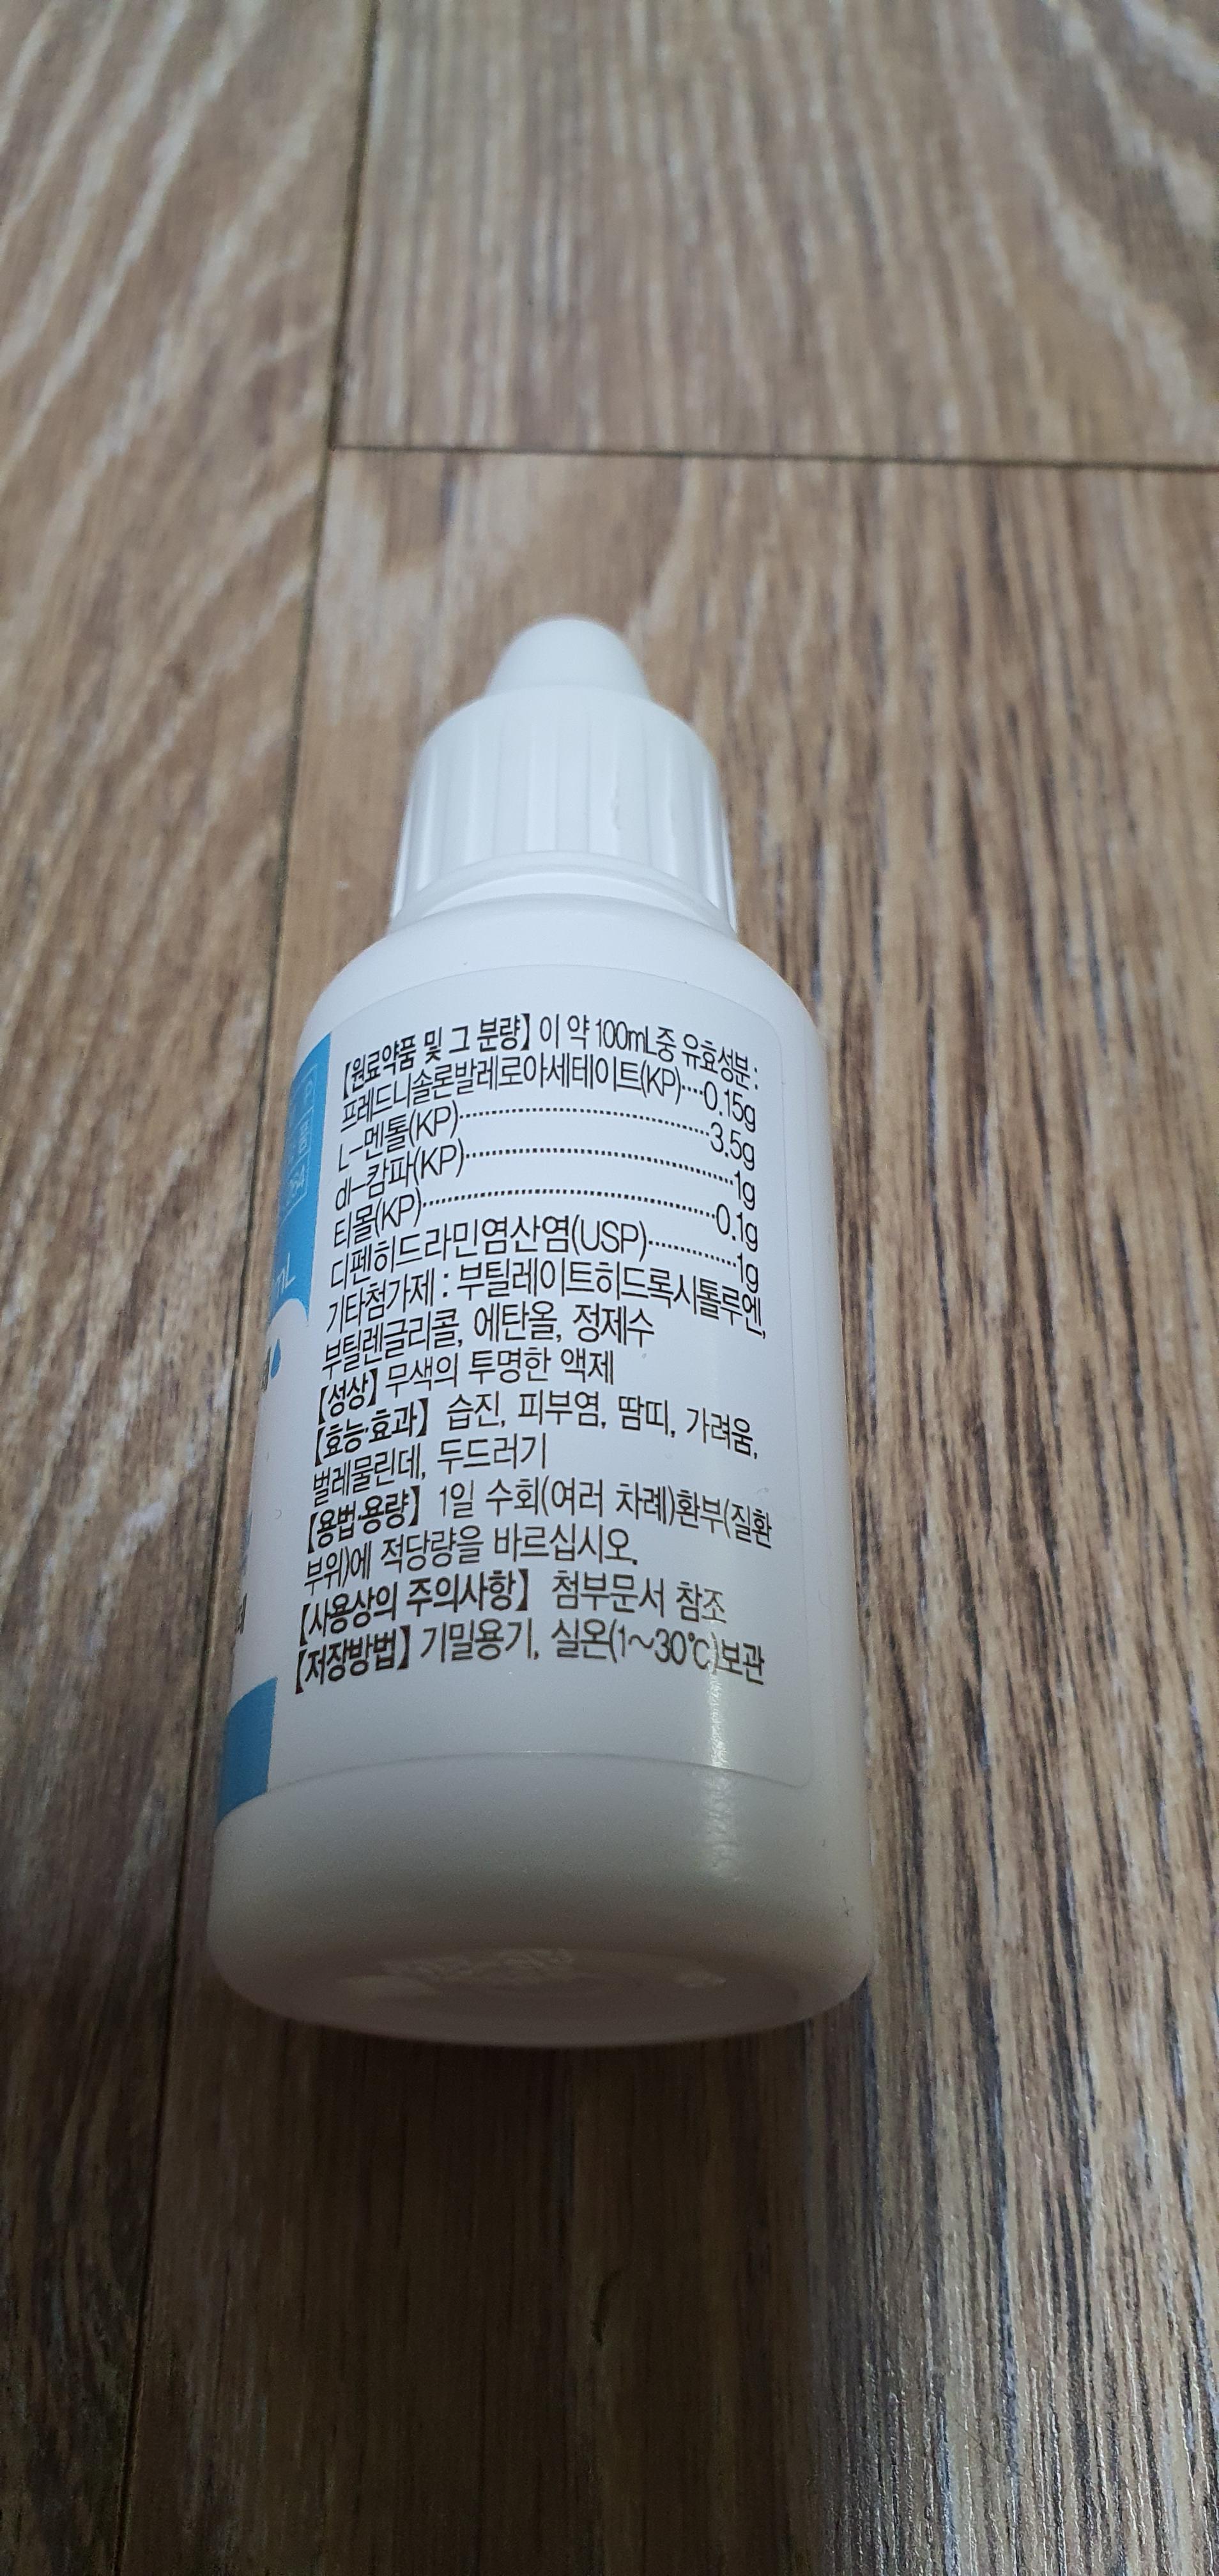 【원료약품 및 그 분량】 이 약 100mL중 유효성분 :
프레드니솔론발레로아세테이트(KP)····0.15g
L-멘톨(KP)····························3.5g
dl-캄파(KP)····························1g
티몰(KP)····························0.1g
디펜히드라민염산염(USP)··············1g
기타첨가제 : 부틸레이트히드록시톨루엔,
부틸렌글리콜, 에탄올, 정제수
【성상】 무색의 투명한 액제
【효능·효과】 습진, 피부염, 땀띠, 가려움,
벌레물린데, 두드러기
【용법·용량】 1일 수회(여러 차례)환부(질환
부위)에 적당량을 바르십시오.
【사용상의 주의사항】 첨부문서 참조
【저장방법】 기밀용기, 실온(1~30℃)보관